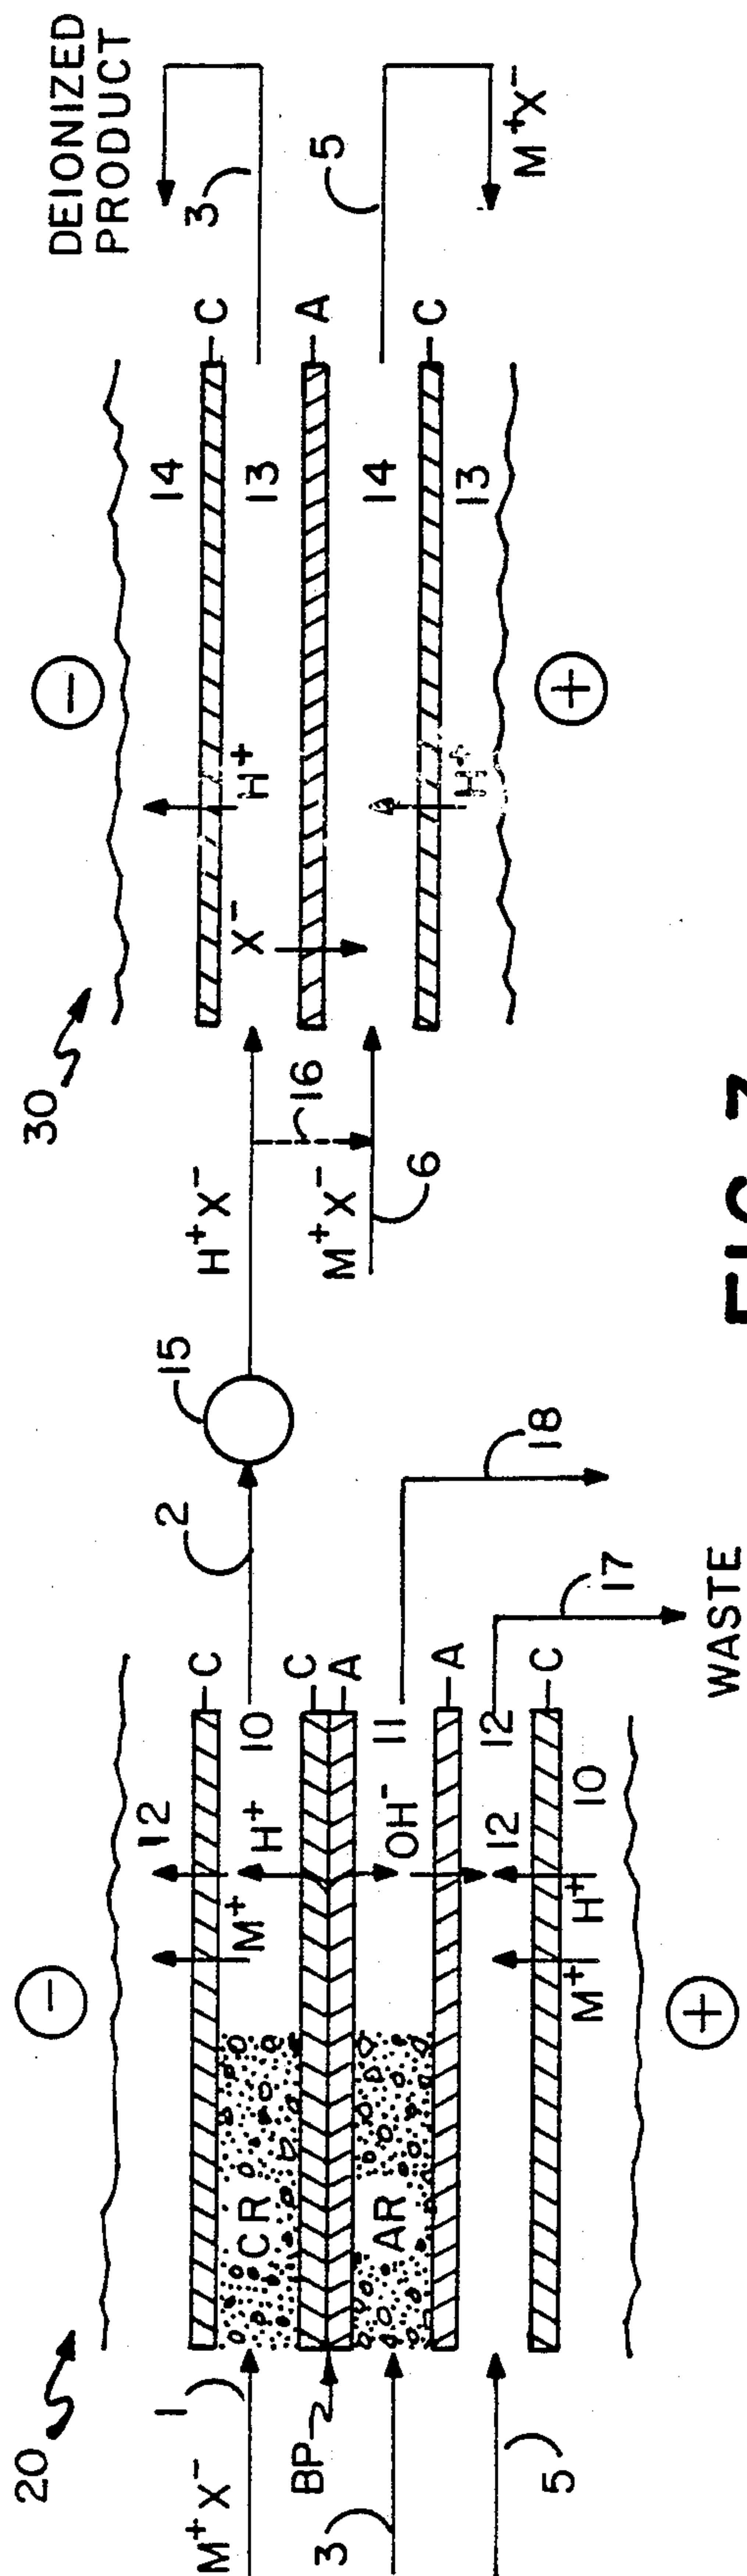 20
−
M⁺X⁻
1
BP
3
5
CR
AR
12
M⁺
H⁺
OH⁻
12
M⁺
H⁺
10
11
12
10
C
C
A
A
C
+
2
15
18
17
WASTE
H⁺X⁻
16
M⁺X⁻
6
30
−
X⁻
H⁺
H⁺
14
13
14
13
C
A
C
+
DEIONIZED
PRODUCT
3
5
M⁺X⁻
FIG